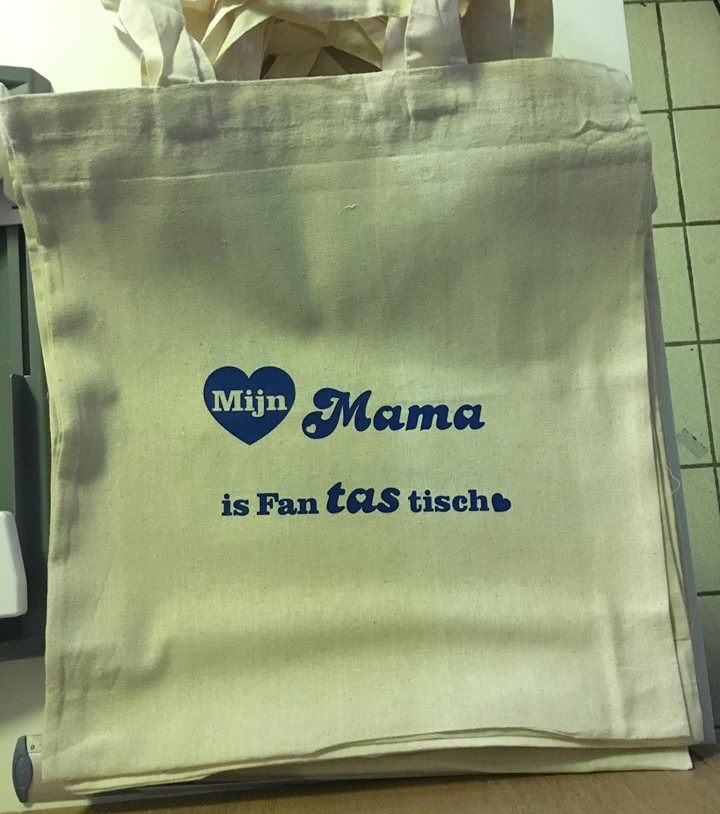 Mijn Mama
is Fan tas tisch